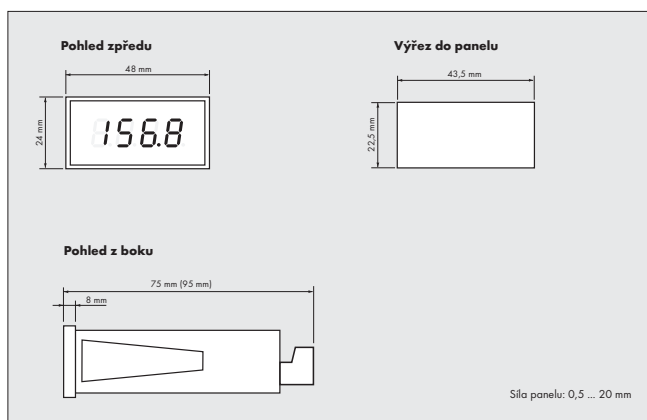 Pohled zpředu
48 mm
24 mm
156.8
Výřez do panelu
43,5 mm
22,5 mm
Pohled z boku
75 mm (95 mm)
8 mm
Síla panelu: 0,5 ... 20 mm